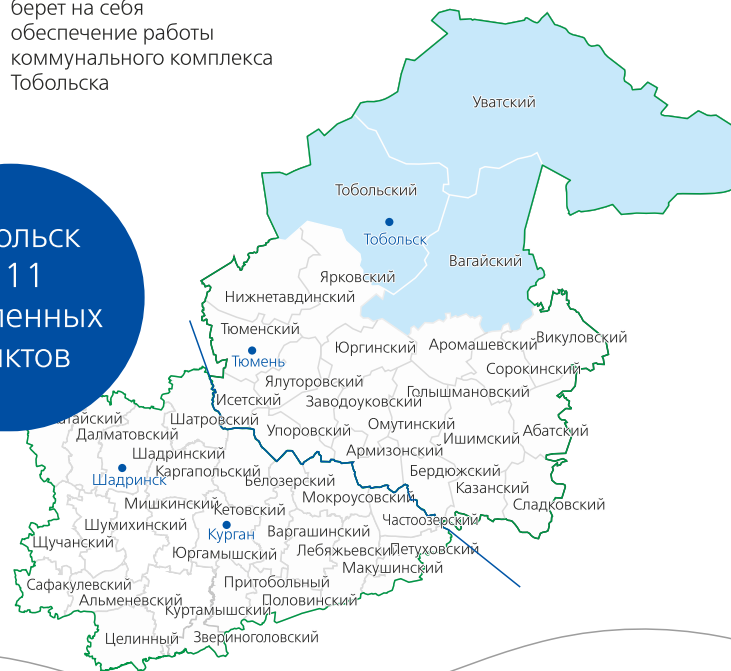 берет на себя
обеспечение работы
коммунального комплекса
Тобольска
Уватский
Тобольский
Тобольск
Вагайский
11
Ярковский
Нижнетавдинский
Тюменский
Тюмень
Юргинский
Аромашевский
Викуловский
Сорокинский
Ялуторовский
Исетский
Заводоуковский
Голышмановский
Шатровский
Упоровский
Омутинский
Ишимский
Абатский
Далматовский
Армизонский
Шадринский
Шадринск
Каргапольский
Белозерский
Бердюжский
Казанский
Сладковский
Мокроусовский
Мишкинский
Кетовский
Частоозерский
Шумихинский
Курган
Варгашинский
Щучанский
Юргамышский
Лебяжьевский
Петуховский
Макушинский
Сафакулевский
Притобольный
Альменевский
Половинский
Куртамышский
Целинный
Звериноголовский